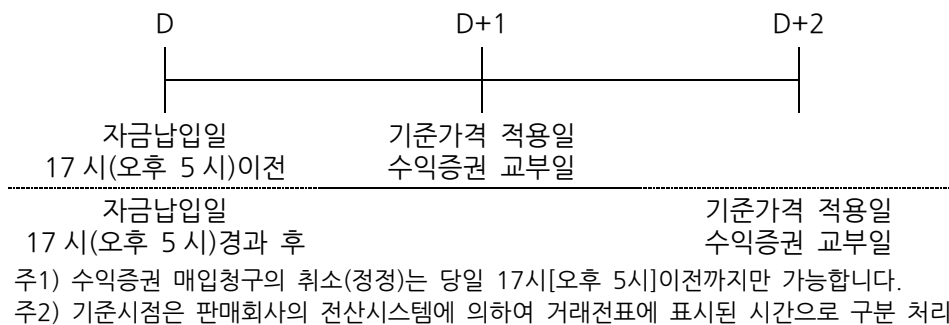 D D+1 D+2
자금납입일 기준가격 적용일
17 시(오후 5 시)이전 수익증권 교부일
자금납입일 기준가격 적용일
17 시(오후 5 시)경과 후 수익증권 교부일
주1) 수익증권 매입청구의 취소(정정)는 당일 17시[오후 5시]이전까지만 가능합니다.
주2) 기준시점은 판매회사의 전산시스템에 의하여 거래전표에 표시된 시간으로 구분 처리